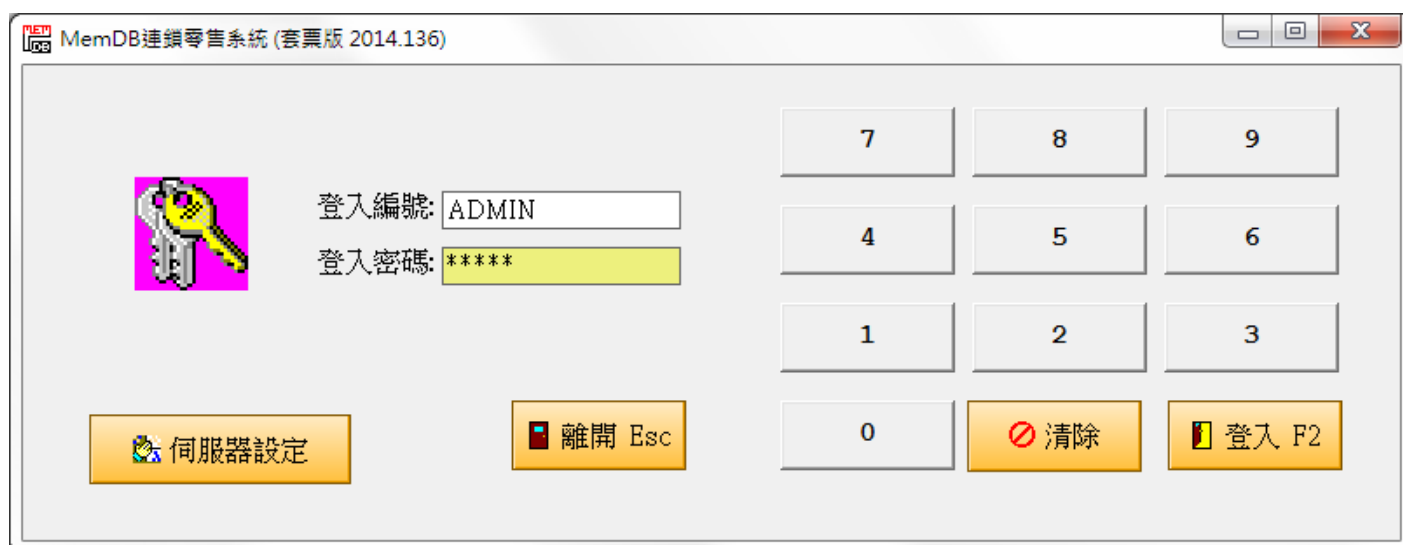 MEM
DB
MemDB連鎖零售系統 (套票版 2014.136)
7 8 9
登入編號: ADMIN
4 5 6
登入密碼: *****
1 2 3
伺服器設定
離開 Esc
0
清除
登入 F2